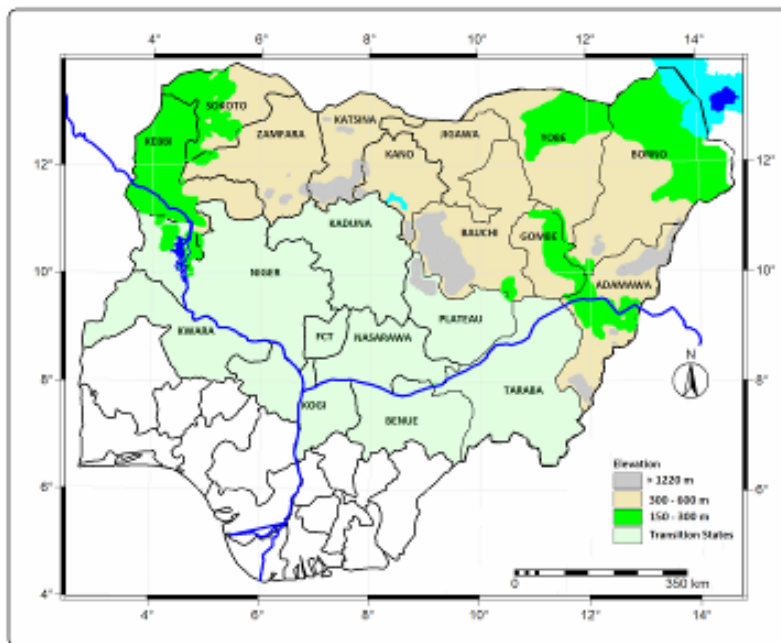 4° 6° 8° 10° 12° 14°
SOKOTO
KATSINA
ZAMFARA
JIGAWA
YOBE
KEBBI
KANO
BORNO
12° 12°
KADUNA
BAUCHI
GOMBE
NIGER
ADAMAWA
10° 10°
PLATEAU
KWARA
FCT NASARAWA
N
8° 8°
TARABA
KOGI
BENUE
Elevation
> 1220 m
300 - 600 m
150 - 300 m
Transition States
6° 6°
0 350 km
4° 4°
4° 6° 8° 10° 12° 14°